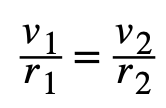 v₁/r₁ = v₂/r₂